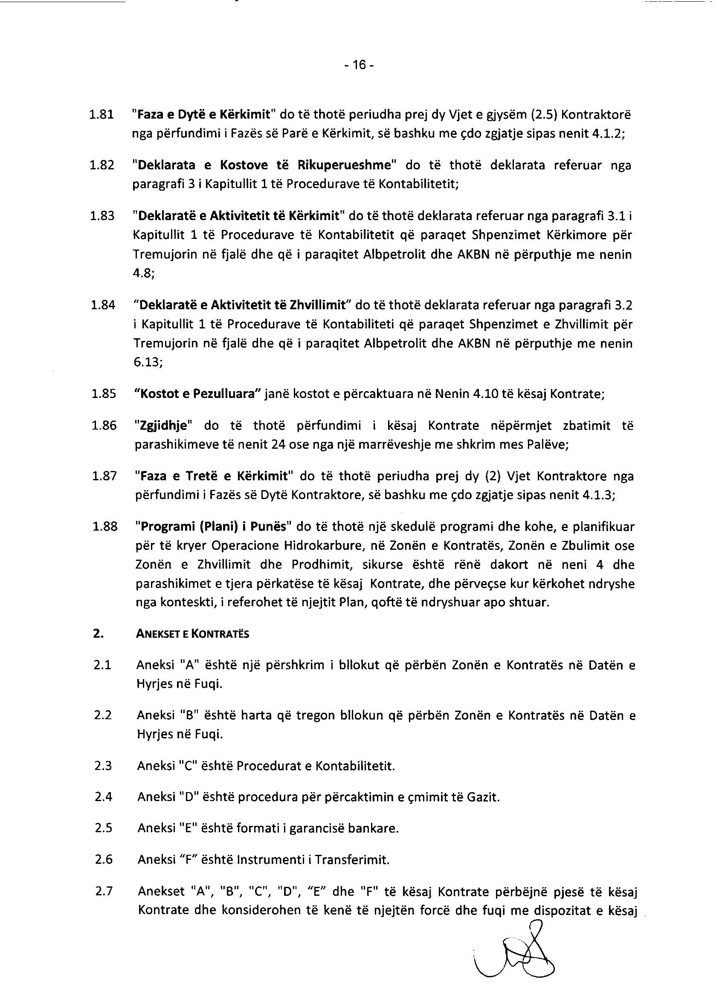 - 16 -
1.81 "Faza e Dytë e Kërkimit" do të thotë periudha prej dy Vjet e gjysëm (2.5) Kontraktorë
nga përfundimi i Fazës së Parë e Kërkimit, së bashku me çdo zgjatje sipas nenit 4.1.2;
1.82 "Deklarata e Kostove të Rikuperueshme" do të thotë deklarata referuar nga
paragrafi 3 i Kapitullit 1 të Procedurave të Kontabilitetit;
1.83 "Deklaratë e Aktivitetit të Kërkimit" do të thotë deklarata referuar nga paragrafi 3.1 i
Kapitullit 1 të Procedurave të Kontabilitetit që paraqet Shpenzimet Kërkimore për
Tremujorin në fjalë dhe që i paraqitet Albpetrolit dhe AKBN në përputhje me nenin
4.8;
1.84 "Deklaratë e Aktivitetit të Zhvillimit" do të thotë deklarata referuar nga paragrafi 3.2
i Kapitullit 1 të Procedurave të Kontabiliteti që paraqet Shpenzimet e Zhvillimit për
Tremujorin në fjalë dhe që i paraqitet Albpetrolit dhe AKBN në përputhje me nenin
6.13;
1.85 "Kostot e Pezulluara" janë kostot e përcaktuara në Nenin 4.10 të kësaj Kontrate;
1.86 "Zgjidhje" do të thotë përfundimi i kësaj Kontrate nëpërmjet zbatimit të
parashikimeve të nenit 24 ose nga një marrëveshje me shkrim mes Palëve;
1.87 "Faza e Tretë e Kërkimit" do të thotë periudha prej dy (2) Vjet Kontraktore nga
përfundimi i Fazës së Dytë Kontraktore, së bashku me çdo zgjatje sipas nenit 4.1.3;
1.88 "Programi (Plani) i Punës" do të thotë një skedulë programi dhe kohe, e planifikuar
për të kryer Operacione Hidrokarbure, në Zonën e Kontratës, Zonën e Zbulimit ose
Zonën e Zhvillimit dhe Prodhimit, sikurse është rënë dakort në neni 4 dhe
parashikimet e tjera përkatëse të kësaj Kontrate, dhe përveçse kur kërkohet ndryshe
nga konteskti, i referohet të njejtit Plan, qoftë të ndryshuar apo shtuar.
2. ANEKSET E KONTRATËS
2.1 Aneksi "A" është një përshkrim i bllokut që përbën Zonën e Kontratës në Datën e
Hyrjes në Fuqi.
2.2 Aneksi "B" është harta që tregon bllokun që përbën Zonën e Kontratës në Datën e
Hyrjes në Fuqi.
2.3 Aneksi "C" është Procedurat e Kontabilitetit.
2.4 Aneksi "D" është procedura për përcaktimin e çmimit të Gazit.
2.5 Aneksi "E" është formati i garancisë bankare.
2.6 Aneksi "F" është Instrumenti i Transferimit.
2.7 Anekset "A", "B", "C", "D", "E" dhe "F" të kësaj Kontrate përbëjnë pjesë të kësaj
Kontrate dhe konsiderohen të kenë të njejtën forcë dhe fuqi me dispozitat e kësaj